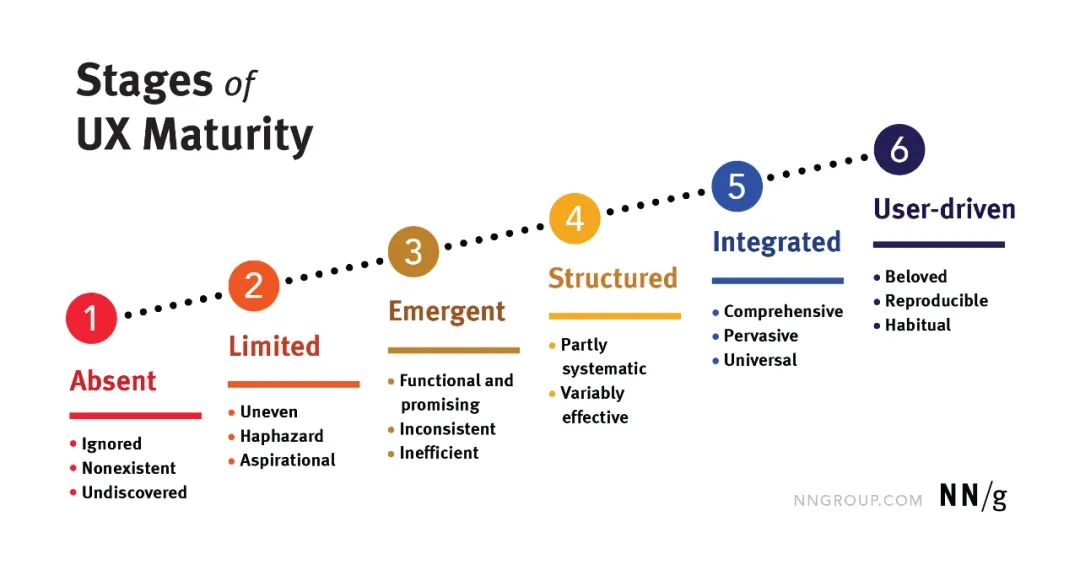 Stages of
UX Maturity
1
Absent
• Ignored
• Nonexistent
• Undiscovered
2
Limited
• Uneven
• Haphazard
• Aspirational
3
Emergent
• Functional and
promising
• Inconsistent
• Inefficient
4
Structured
• Partly
systematic
• Variably
effective
5
Integrated
• Comprehensive
• Pervasive
• Universal
6
User-driven
• Beloved
• Reproducible
• Habitual
NNGROUP.COM NN/g